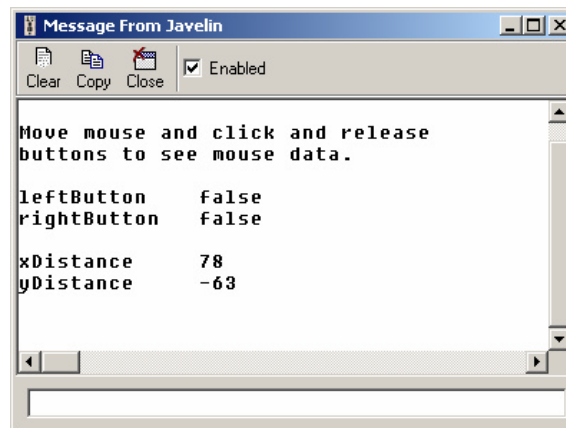 Message From Javelin
Clear Copy Close Enabled
Move mouse and click and release
buttons to see mouse data.
leftButton false
rightButton false
xDistance 78
yDistance -63